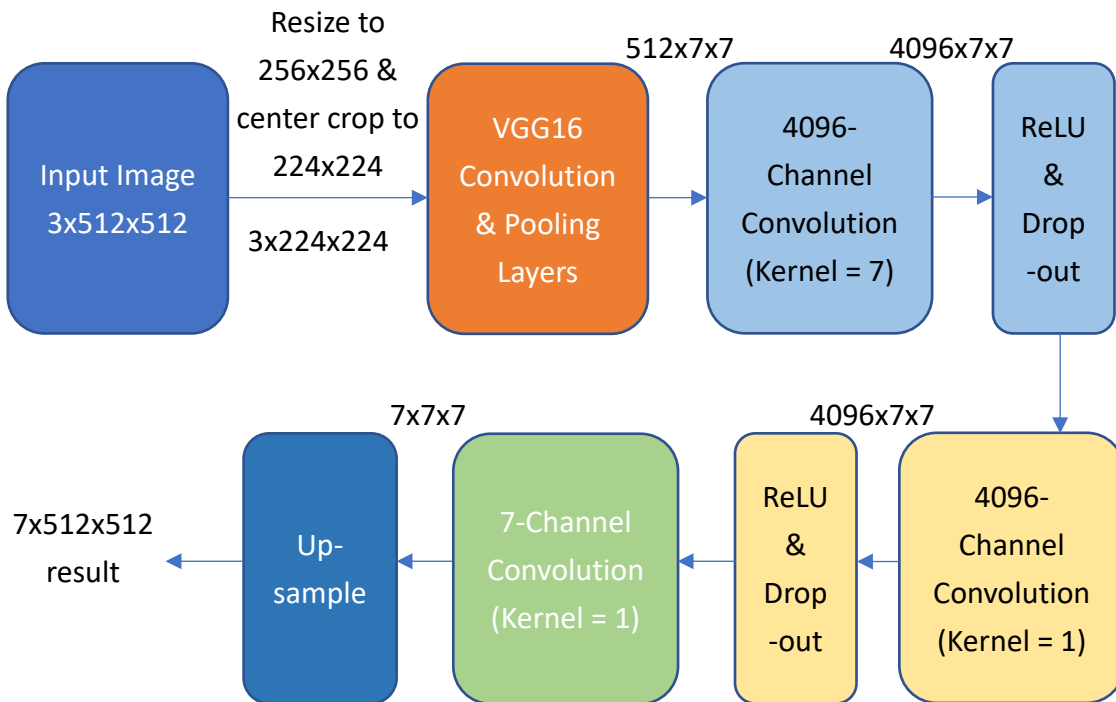 Input Image
3x512x512
Resize to
256x256 &
center crop to
224x224
3x224x224
VGG16
Convolution
& Pooling
Layers
512x7x7
4096-
Channel
Convolution
(Kernel = 7)
4096x7x7
ReLU
&
Drop
-out
4096-
Channel
Convolution
(Kernel = 1)
4096x7x7
ReLU
&
Drop
-out
7-Channel
Convolution
(Kernel = 1)
7x7x7
Up-
sample
7x512x512
result